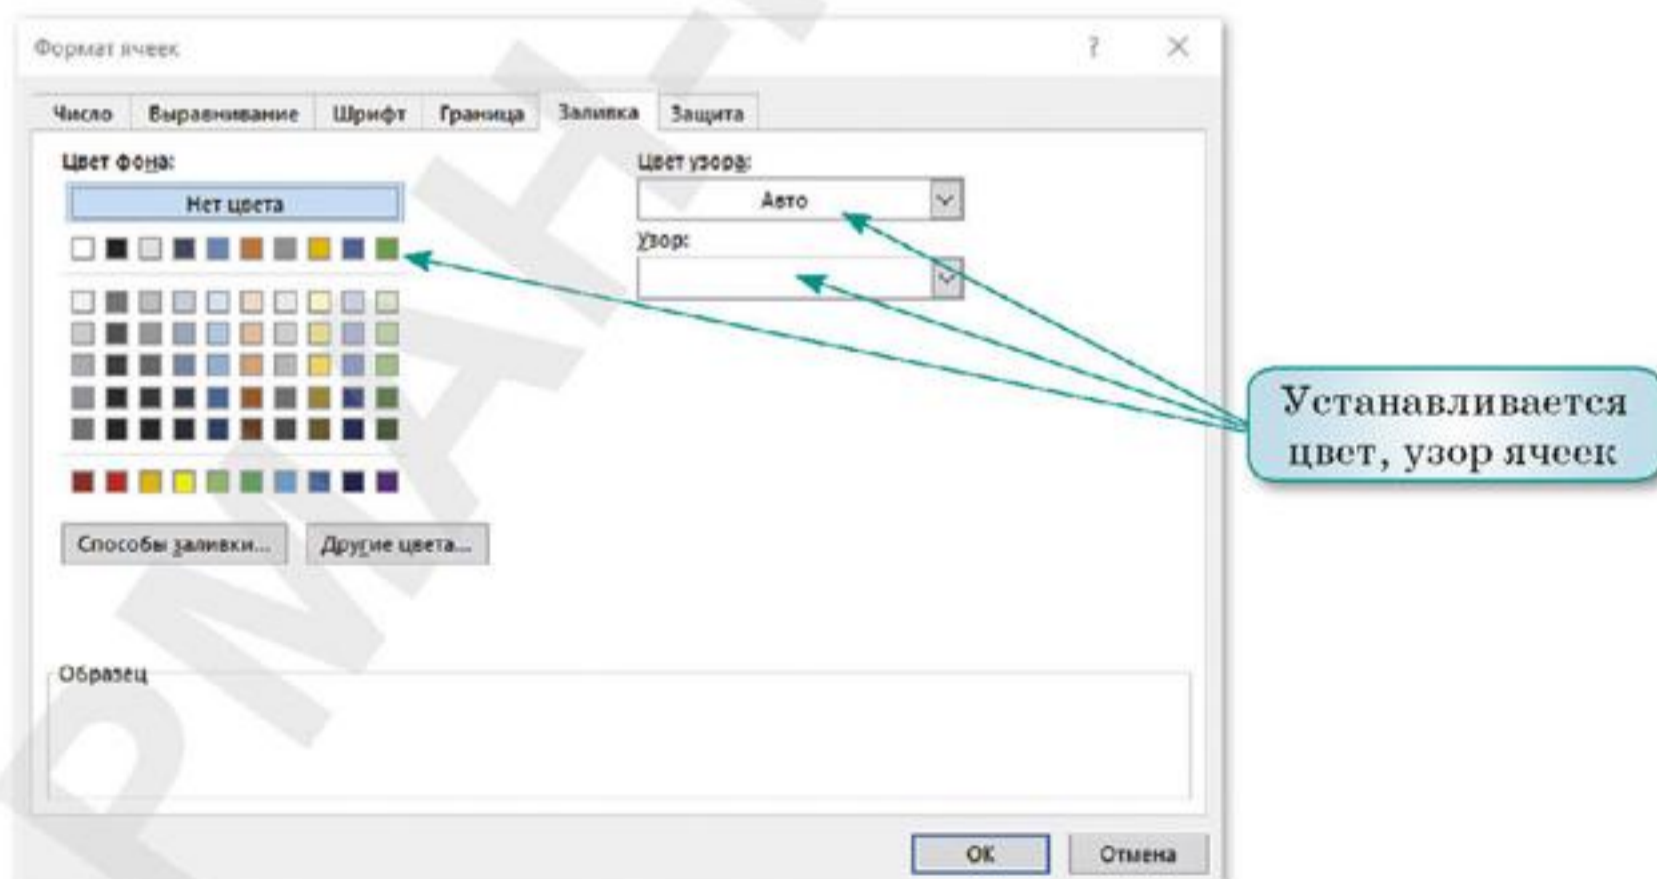 Формат ячеек
Число Выравнивание Шрифт Граница Заливка Защита
Цвет фона: Цвет узора:
Нет цвета Авто
Узор:
Устанавливается
цвет, узор ячеек
Способы заливки... Другие цвета...
Образец
ОК Отмена
РМАН-